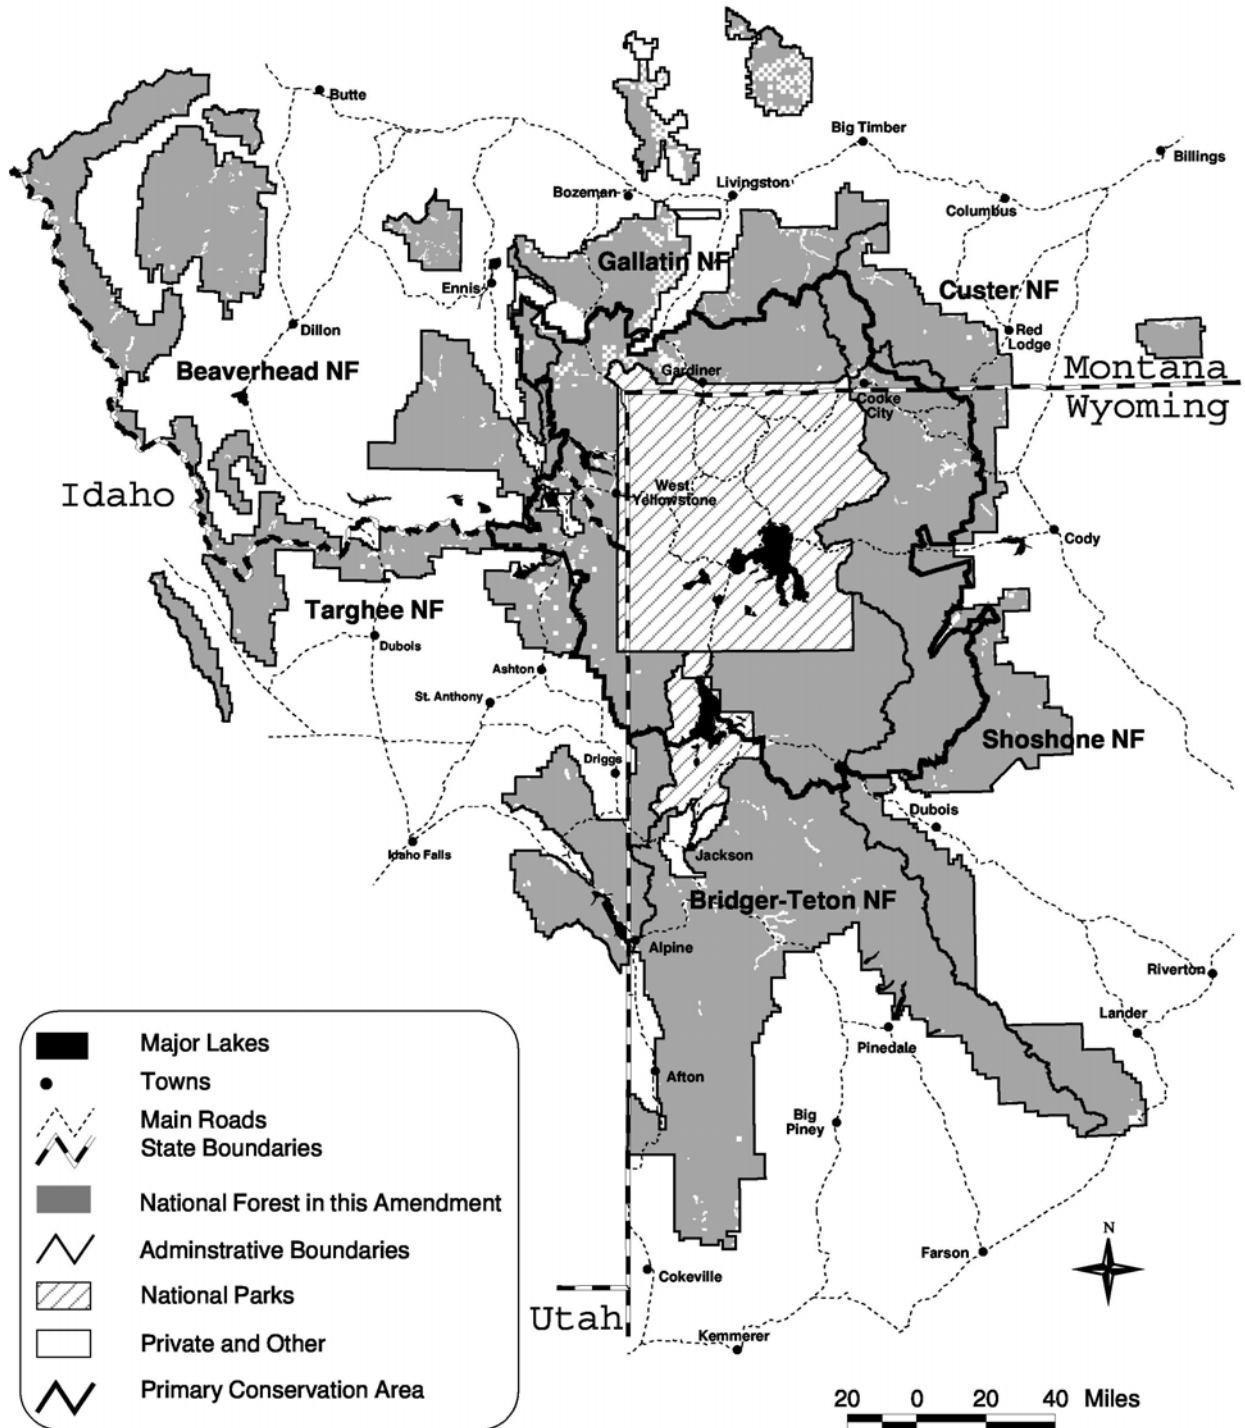 Butte
Big Timber
Billings
Bozeman
Livingston
Columbus
Gallatin NF
Ennis
Custer NF
Dillon
Red
Lodge
Beaverhead NF
Gardiner
Montana
Cooke
City
Wyoming
Idaho
West
Yellowstone
Cody
Targhee NF
Dubois
Ashton
St. Anthony
Shoshone NF
Driggs
Dubois
Idaho Falls
Jackson
Bridger-Teton NF
Alpine
Riverton
Lander
Pinedale
Afton
Big
Piney
Farson
N
Cokeville
Utah
Kemmerer
Major Lakes
Towns
Main Roads
State Boundaries
National Forest in this Amendment
Adminstrative Boundaries
National Parks
Private and Other
Primary Conservation Area
20 0 20 40 Miles